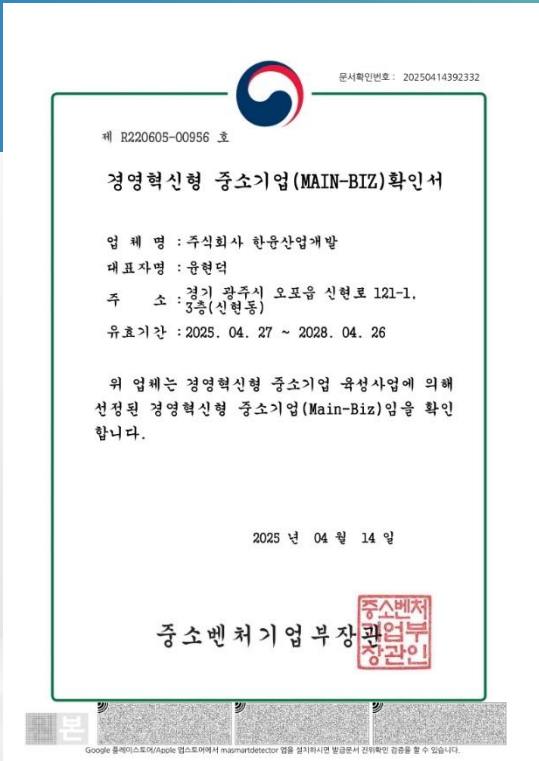 문서확인번호 : 20250414392332
제 R220605-00956 호
경영혁신형 중소기업(MAIN-BIZ)확인서
업 체 명 : 주식회사 한윤산업개발
대표자명 : 윤현덕
주 소 : 경기 광주시 오포읍 신현로 121-1,
3층(신현동)
유효기간 : 2025. 04. 27 ~ 2028. 04. 26
위 업체는 경영혁신형 중소기업 육성사업에 의해
선정된 경영혁신형 중소기업(Main-Biz)임을 확인
합니다.
2025 년 04 월 14 일
중소벤처기업부장관
중소벤처
기업부
장관인
본
Google 플레이스토어/Apple 앱스토어에서 masmartdetector 앱을 설치하시면 발급문서 진위확인 검증을 할 수 있습니다.